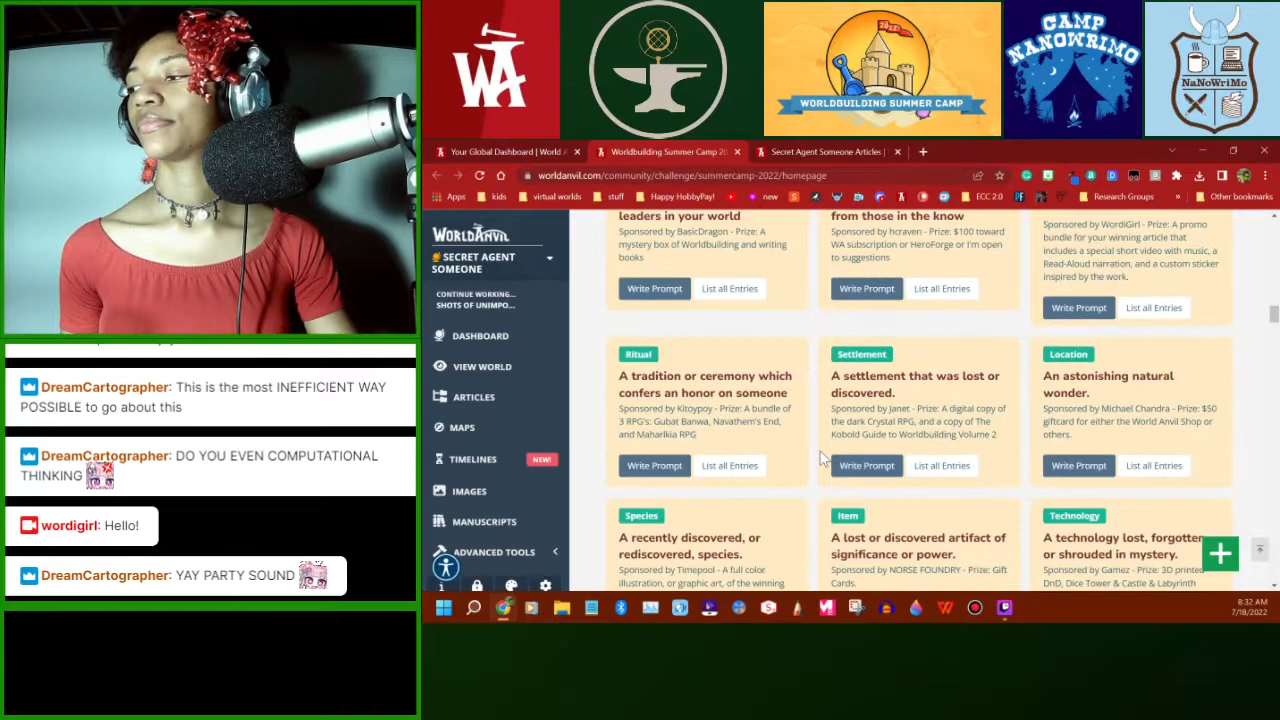 WA
2022
WORLDBUILDING SUMMER CAMP
CAMP
NANOWRIMO
NaNoWriMo
Your Global Dashboard | World A
Worldbuilding Summer Camp 20
Secret Agent Someone Articles |
worldanvil.com/community/challenge/summercamp-2022/homepage
Apps
kids
virtual worlds
stuff
Happy HobbyPay!
new
ECC 2.0
Research Groups
Other bookmarks
WORLDANVIL
SECRET AGENT
SOMEONE
CONTINUE WORKING...
SHOTS OF UNIMPO...
DASHBOARD
VIEW WORLD
ARTICLES
MAPS
TIMELINES
NEW!
IMAGES
MANUSCRIPTS
ADVANCED TOOLS
leaders in your world
Sponsored by BasicDragon - Prize: A
mystery box of Worldbuilding and writing
books
Write Prompt
List all Entries
from those in the know
Sponsored by hcraven - Prize: $100 toward
WA subscription or HeroForge or I'm open
to suggestions
Write Prompt
List all Entries
Sponsored by WordiGirl - Prize: A promo
bundle for your winning article that
includes a special short video with music, a
Read-Aloud narration, and a custom sticker
inspired by the work.
Write Prompt
List all Entries
Ritual
A tradition or ceremony which
confers an honor on someone
Sponsored by Kitoypoy - Prize: A bundle of
3 RPG's: Gubat Banwa, Navathem's End,
and Maharlikia RPG
Write Prompt
List all Entries
Settlement
A settlement that was lost or
discovered.
Sponsored by Janet - Prize: A digital copy of
the dark Crystal RPG, and a copy of The
Kobold Guide to Worldbuilding Volume 2
Write Prompt
List all Entries
Location
An astonishing natural
wonder.
Sponsored by Michael Chandra - Prize: $50
giftcard for either the World Anvil Shop or
others.
Write Prompt
List all Entries
Species
A recently discovered, or
rediscovered, species.
Sponsored by Timepool - A full color
illustration, or graphic art, of the winning
Item
A lost or discovered artifact of
significance or power.
Sponsored by NORSE FOUNDRY - Prize: Gift
Cards.
Technology
A technology lost, forgotten
or shrouded in mystery.
Sponsored by Gamez - Prize: 3D printed
DnD, Dice Tower & Castle & Labyrinth
8:32 AM
7/18/2022
DreamCartographer: This is the most INEFFICIENT WAY
POSSIBLE to go about this
DreamCartographer: DO YOU EVEN COMPUTATIONAL
THINKING
wordigirl: Hello!
DreamCartographer: YAY PARTY SOUND